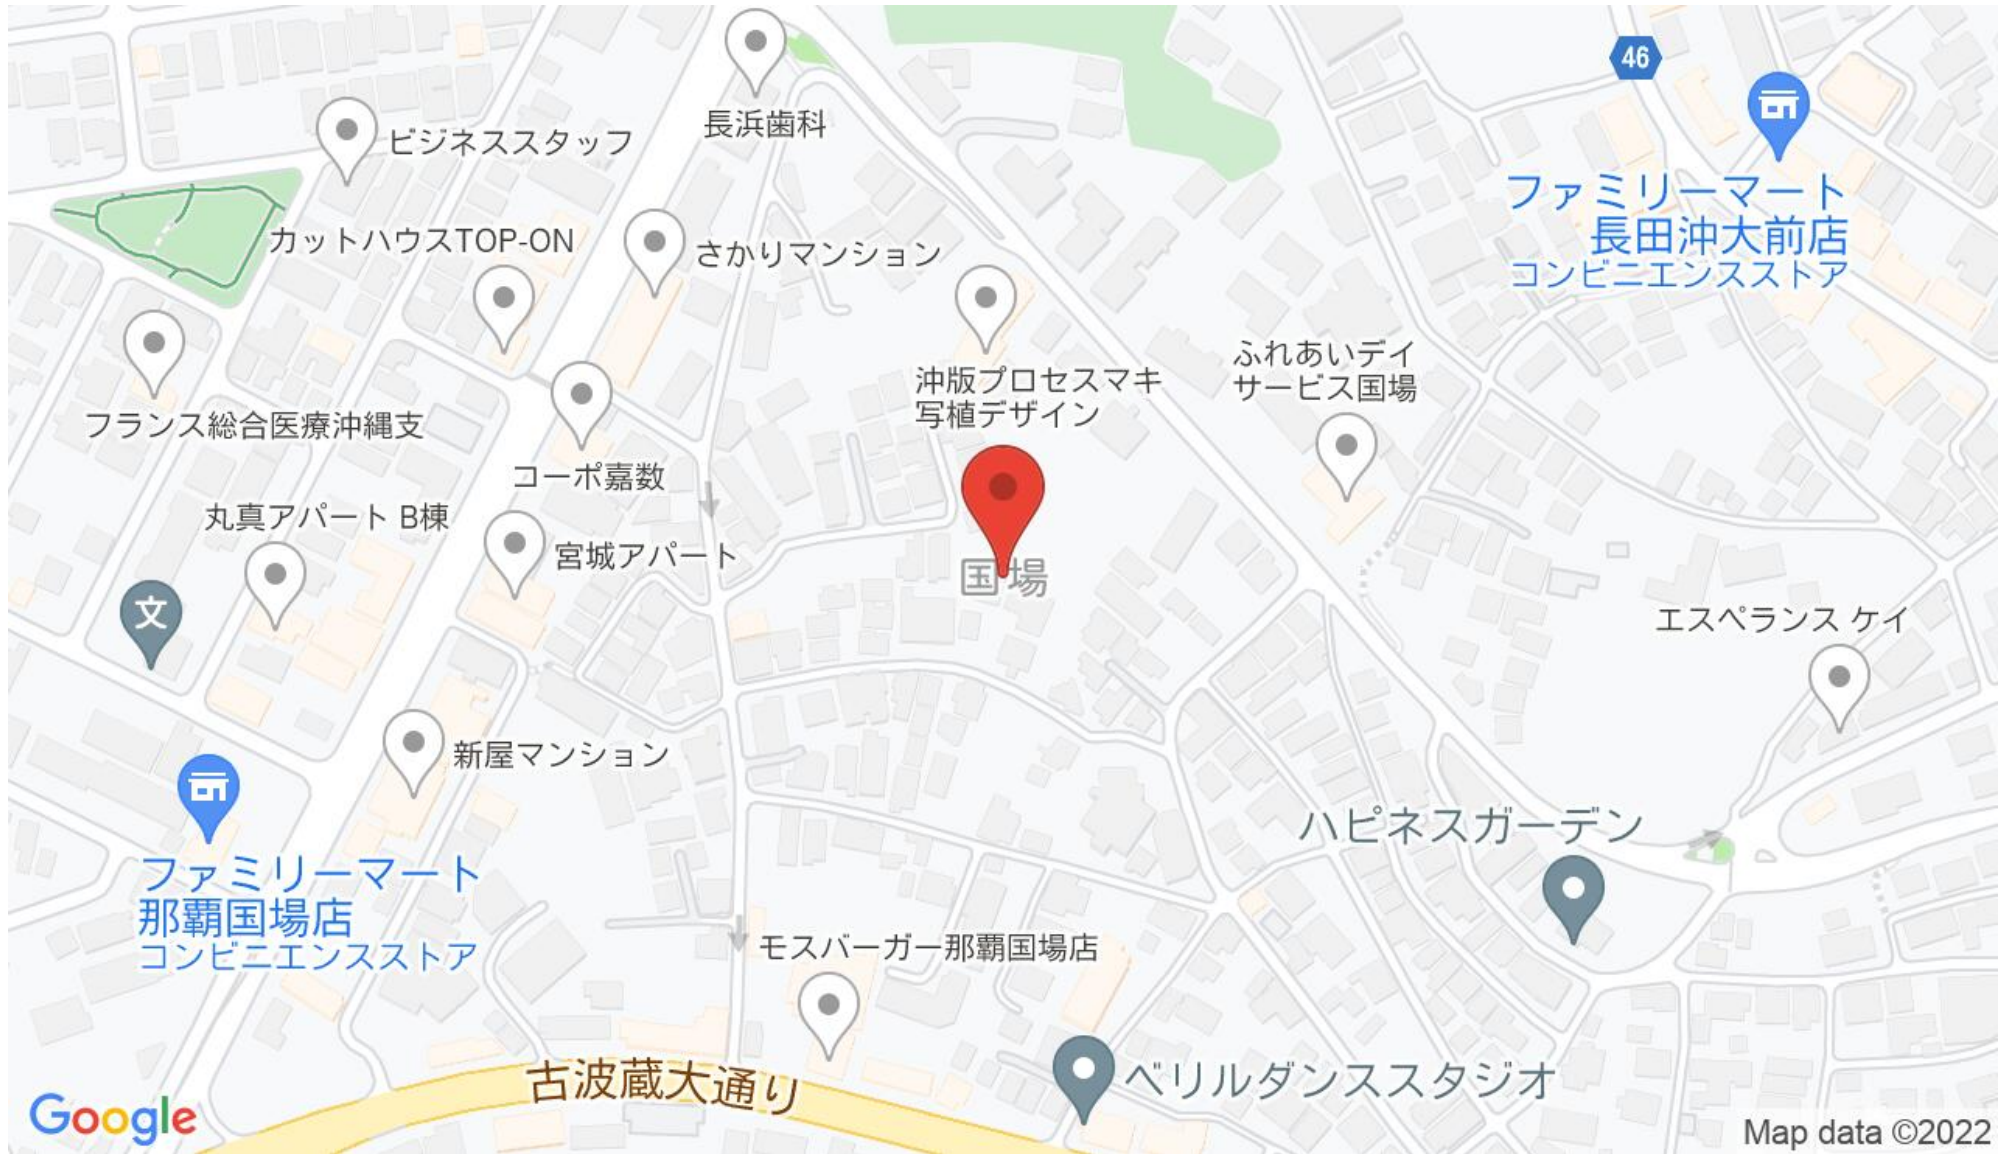 46
長浜歯科
ビジネススタッフ
ファミリーマート
長田沖大前店
コンビニエンスストア
カットハウスTOP-ON
さかりマンション
ふれあいデイ
サービス国場
沖版プロセスマキ
写植デザイン
フランス総合医療沖縄支
コーポ嘉数
丸真アパート B棟
宮城アパート
国場
文
エスペランス ケイ
新屋マンション
ハピネスガーデン
ファミリーマート
那覇国場店
コンビニエンスストア
モスバーガー那覇国場店
古波蔵大通り
ベリルダンススタジオ
Google
Map data ©2022